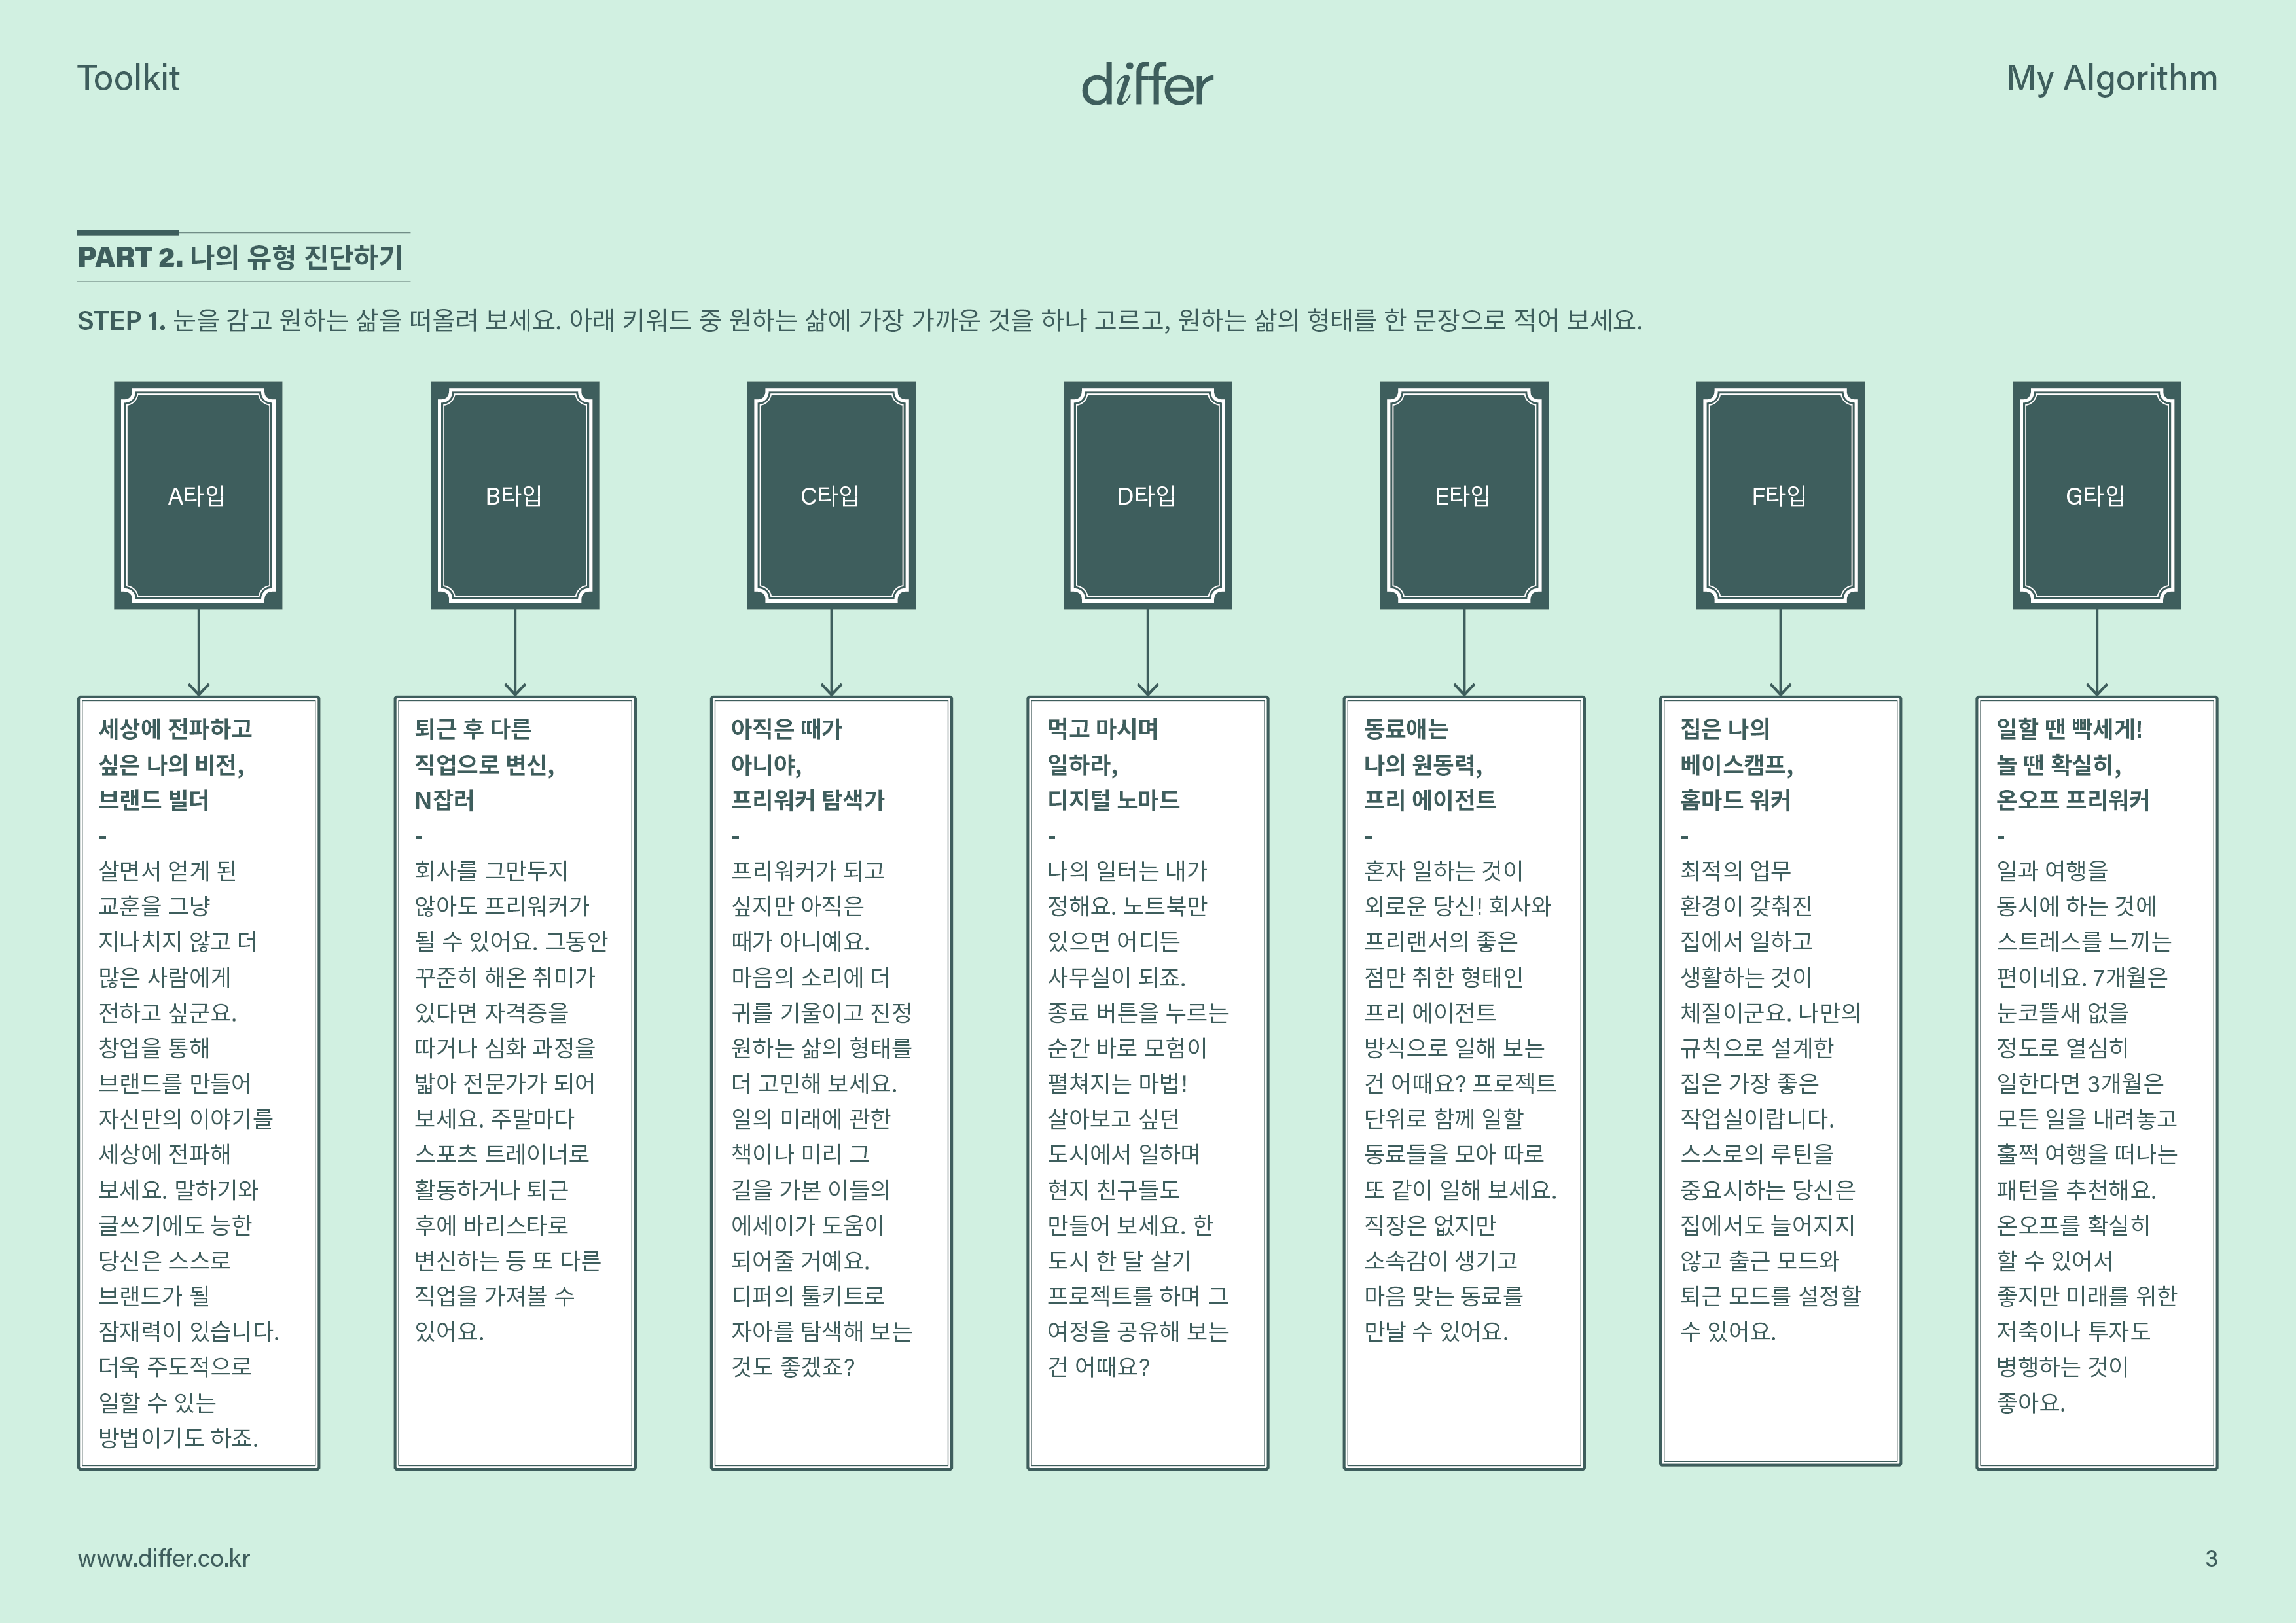 Toolkit
differ
My Algorithm
PART 2. 나의 유형 진단하기
STEP 1. 눈을 감고 원하는 삶을 떠올려 보세요. 아래 키워드 중 원하는 삶에 가장 가까운 것을 하나 고르고, 원하는 삶의 형태를 한 문장으로 적어 보세요.
A타입
세상에 전파하고
싶은 나의 비전,
브랜드 빌더
-
살면서 얻게 된
교훈을 그냥
지나치지 않고 더
많은 사람에게
전하고 싶군요.
창업을 통해
브랜드를 만들어
자신만의 이야기를
세상에 전파해
보세요. 말하기와
글쓰기에도 능한
당신은 스스로
브랜드가 될
잠재력이 있습니다.
더욱 주도적으로
일할 수 있는
방법이기도 하죠.
B타입
퇴근 후 다른
직업으로 변신,
N잡러
-
회사를 그만두지
않아도 프리워커가
될 수 있어요. 그동안
꾸준히 해온 취미가
있다면 자격증을
따거나 심화 과정을
밟아 전문가가 되어
보세요. 주말마다
스포츠 트레이너로
활동하거나 퇴근
후에 바리스타로
변신하는 등 또 다른
직업을 가져볼 수
있어요.
C타입
아직은 때가
아니야,
프리워커 탐색가
-
프리워커가 되고
싶지만 아직은
때가 아니예요.
마음의 소리에 더
귀를 기울이고 진정
원하는 삶의 형태를
더 고민해 보세요.
일의 미래에 관한
책이나 미리 그
길을 가본 이들의
에세이가 도움이
되어줄 거예요.
디퍼의 툴키트로
자아를 탐색해 보는
것도 좋겠죠?
D타입
먹고 마시며
일하라,
디지털 노마드
-
나의 일터는 내가
정해요. 노트북만
있으면 어디든
사무실이 되죠.
종료 버튼을 누르는
순간 바로 모험이
펼쳐지는 마법!
살아보고 싶던
도시에서 일하며
현지 친구들도
만들어 보세요. 한
도시 한 달 살기
프로젝트를 하며 그
여정을 공유해 보는
건 어때요?
E타입
동료애는
나의 원동력,
프리 에이전트
-
혼자 일하는 것이
외로운 당신! 회사와
프리랜서의 좋은
점만 취한 형태인
프리 에이전트
방식으로 일해 보는
건 어때요? 프로젝트
단위로 함께 일할
동료들을 모아 따로
또 같이 일해 보세요.
직장은 없지만
소속감이 생기고
마음 맞는 동료를
만날 수 있어요.
F타입
집은 나의
베이스캠프,
홈마드 워커
-
최적의 업무
환경이 갖춰진
집에서 일하고
생활하는 것이
체질이군요. 나만의
규칙으로 설계한
집은 가장 좋은
작업실이랍니다.
스스로의 루틴을
중요시하는 당신은
집에서도 늘어지지
않고 출근 모드와
퇴근 모드를 설정할
수 있어요.
G타입
일할 땐 빡세게!
놀 땐 확실히,
온오프 프리워커
-
일과 여행을
동시에 하는 것에
스트레스를 느끼는
편이네요. 7개월은
눈코뜰새 없을
정도로 열심히
일한다면 3개월은
모든 일을 내려놓고
훌쩍 여행을 떠나는
패턴을 추천해요.
온오프를 확실히
할 수 있어서
좋지만 미래를 위한
저축이나 투자도
병행하는 것이
좋아요.
www.differ.co.kr
3